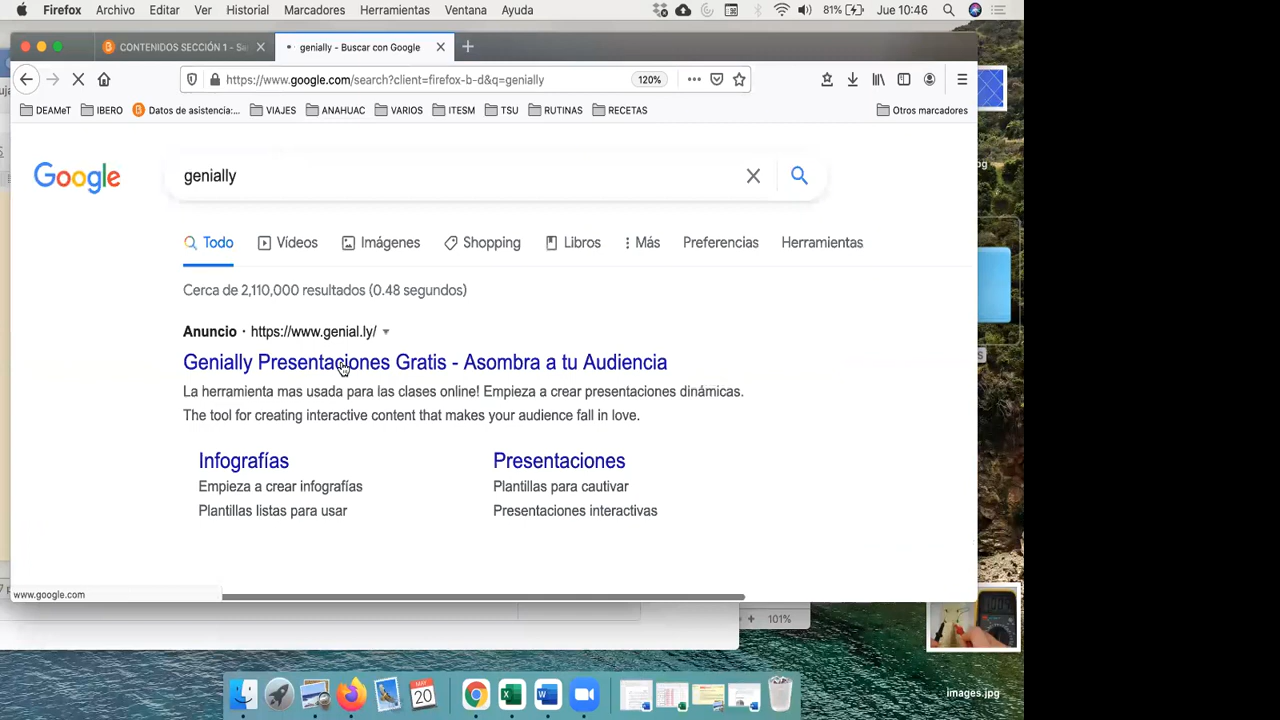 Firefox Archivo Editar Ver Historial Marcadores Herramientas Ventana Ayuda 81% Jue 10:46
CONTENIDOS SECCIÓN 1 - Se genially - Buscar con Google
https://www.google.com/search?client=firefox-b-d&q=genially 120%
DEAMeT IBERO Datos de asistencia:... VIAJES ANAHUAC VARIOS ITESM TSU RUTINAS RECETAS Otros marcadores
Google genially
Todo Vídeos Imágenes Shopping Libros Más Preferencias Herramientas
Cerca de 2,110,000 resultados (0.48 segundos)
Anuncio · https://www.genial.ly/
Genially Presentaciones Gratis - Asombra a tu Audiencia
La herramienta mas usada para las clases online! Empieza a crear presentaciones dinámicas.
The tool for creating interactive content that makes your audience fall in love.
Infografías Presentaciones
Empieza a crear infografías Plantillas para cautivar
Plantillas listas para usar Presentaciones interactivas
www.google.com
101%
MAY
20
images.jpg